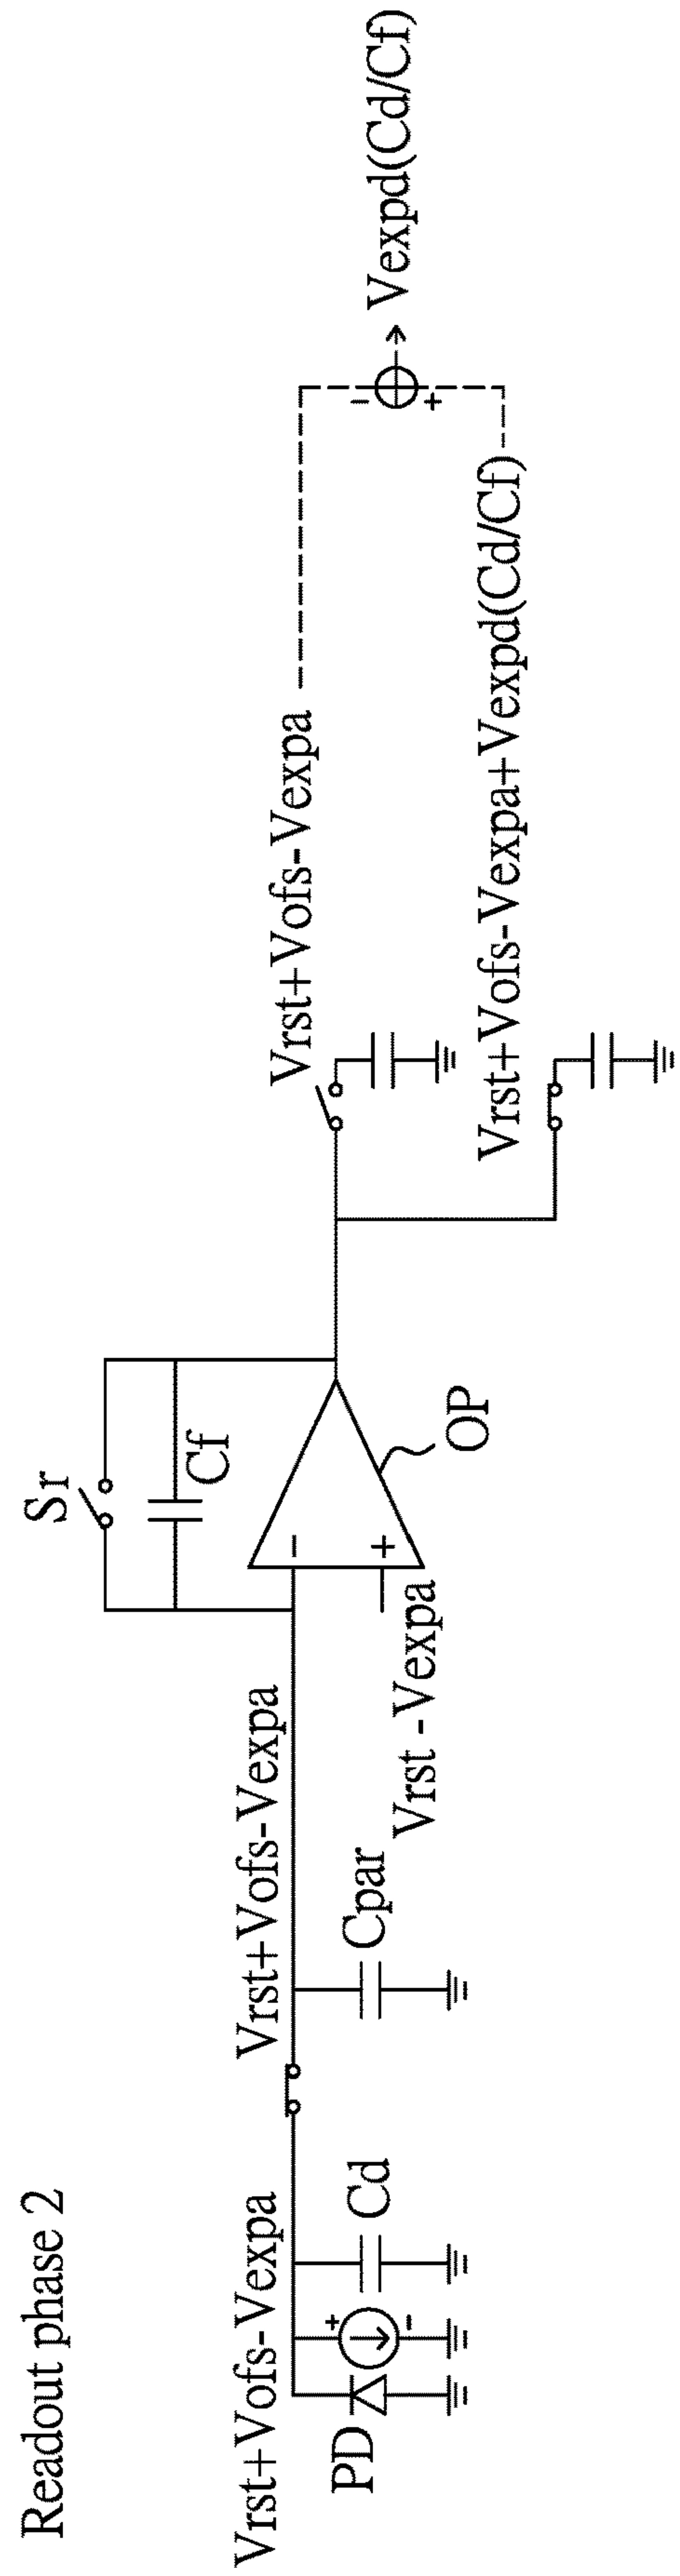 Readout phase 2
Sr
Cf
Vrst+Vofs-Vexpa
Vrst+Vofs-Vexpa
Vrst+Vofs-Vexpa
- 
+
OP
Vrst -Vexpa
PD
+
-
Cd
Cpar
-
+
Vexpd(Cd/Cf)
Vrst+Vofs-Vexpa+Vexpd(Cd/Cf)